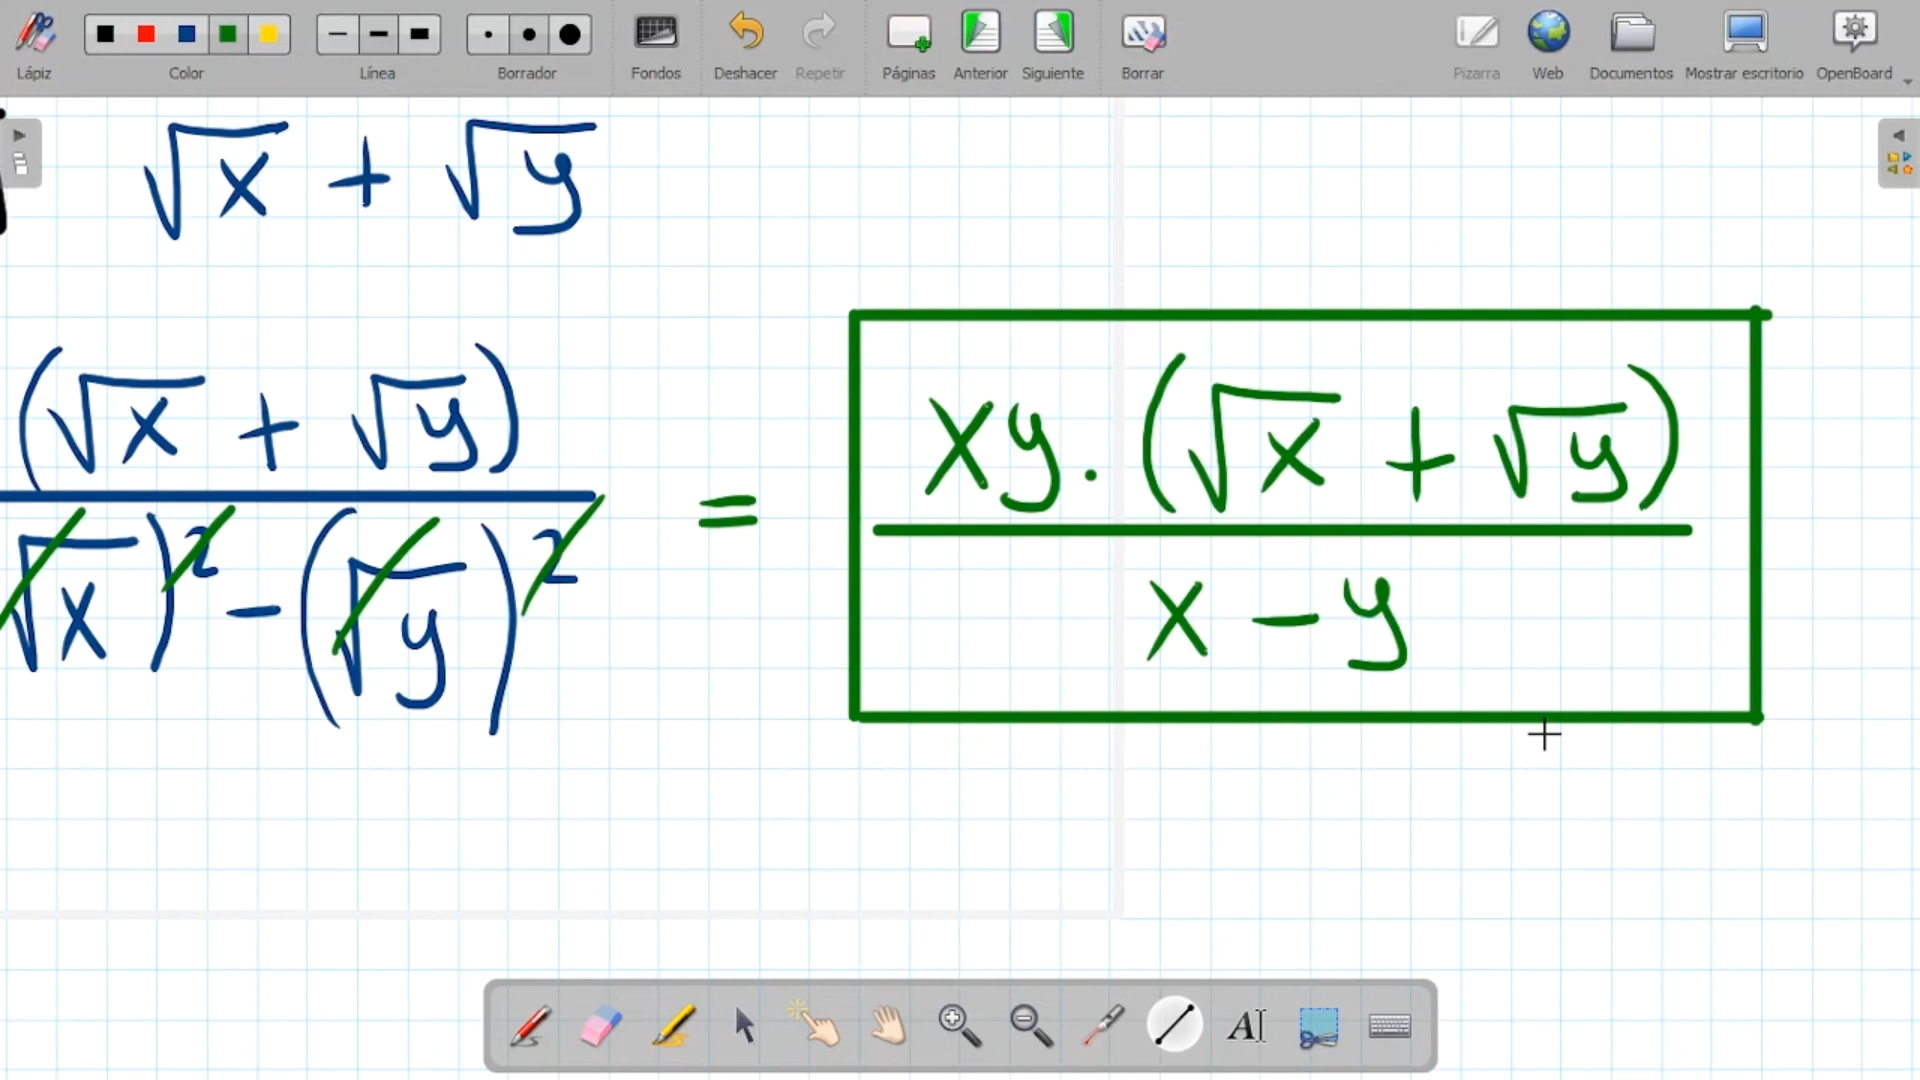 Lápiz Color Línea Borrador Fondos Deshacer Repetir Páginas Anterior Siguiente Borrar Pizarra Web Documentos Mostrar escritorio OpenBoard
√x + √y
(√x + √y)
√x)² - (√y)²
=
xy · (√x + √y)
x - y